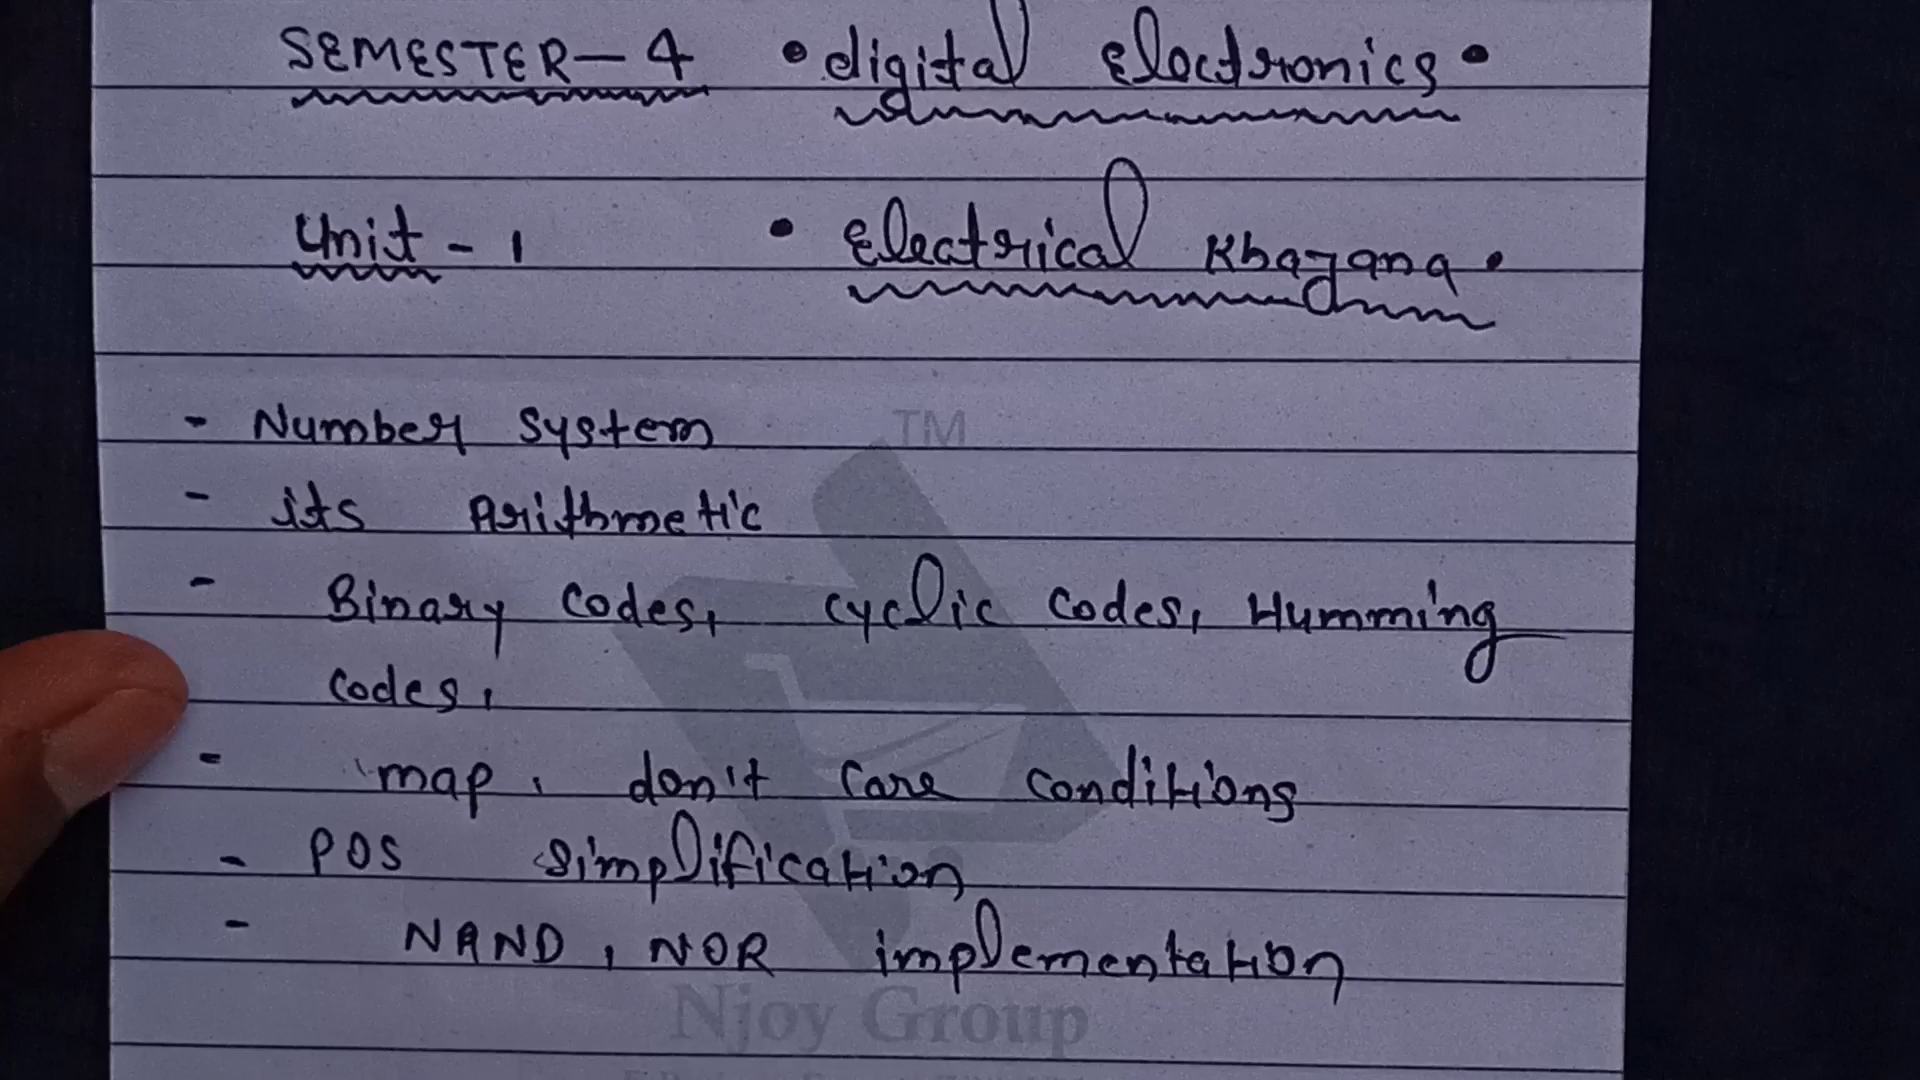 SEMESTER - 4 • digital electronics •
Unit - 1 • Electrical Khazana •
- Number System
TM
- its Arithmetic
- Binary Codes, cyclic codes, Humming
codes,
- map, don't care conditions
- POS simplification
- NAND, NOR implementation
Njoy Group